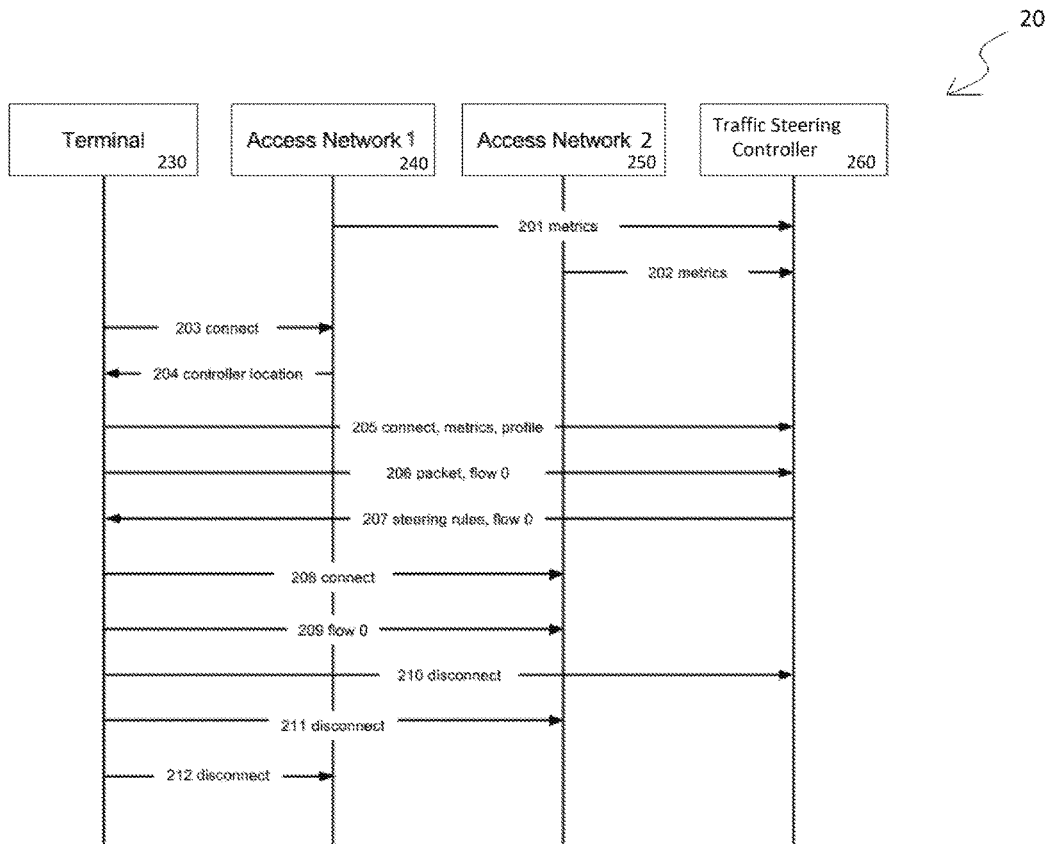 20
Terminal
230
Access Network 1
240
Access Network 2
250
Traffic Steering
Controller
260
201 metrics
202 metrics
203 connect
204 controller location
205 connect, metrics, profile
206 packet, flow 0
207 steering rules, flow 0
208 connect
209 flow 0
210 disconnect
211 disconnect
212 disconnect